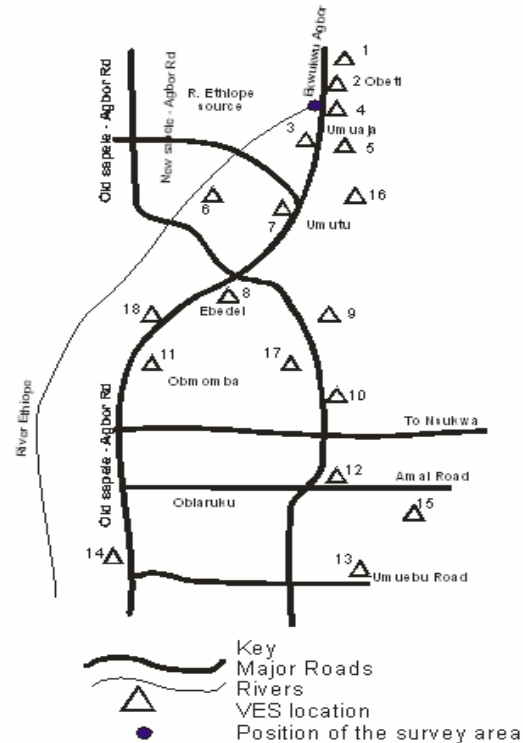 Old sapele - Agbor Rd
New sapele - Agbor Rd
R. Ethiope
source
Ekwukwu Agbor
1
2 Obeti
4
3
Umuaja
5
6
7
16
Umutu
8
Ebedei
18
9
11
17
Obmomba
10
River Ethiope
Old sapele - Agbor Rd
To Nsukwa
12
Amai Road
Oblaruku
15
14
13
Umuebu Road
Key
Major Roads
Rivers
VES location
Position of the survey area